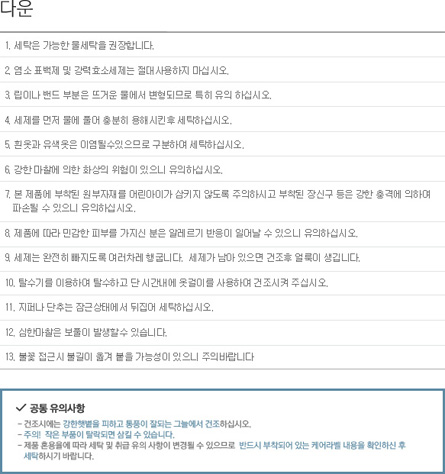 다운
1. 세탁은 가능한 물세탁을 권장합니다.
2. 염소 표백제 및 강력효소세제는 절대사용하지 마십시오.
3. 립이나 밴드 부분은 뜨거운 물에서 변형되므로 특히 유의 하십시오.
4. 세제를 먼저 물에 풀어 충분히 용해시킨후 세탁하십시오.
5. 흰옷과 유색옷은 이염될수있으므로 구분하여 세탁하십시오.
6. 강한 마찰에 의한 화상의 위험이 있으니 유의하십시오.
7. 본 제품에 부착된 원부자재를 어린아이가 삼키지 않도록 주의하시고 부착된 장신구 등은 강한 충격에 의하여
파손될 수 있으니 유의하십시오.
8. 제품에 따라 민감한 피부를 가지신 분은 알레르기 반응이 일어날 수 있으니 유의하십시오.
9. 세제는 완전히 빠지도록 여러차례 헹굽니다. 세제가 남아 있으면 건조후 얼룩이 생깁니다.
10. 탈수기를 이용하여 탈수하고 단 시간내에 옷걸이를 사용하여 건조시켜 주십시오.
11. 지퍼나 단추는 잠근상태에서 뒤집어 세탁하십시오.
12. 심한마찰은 보풀이 발생할수 있습니다.
13. 불꽃 접근시 불길이 옮겨 붙을 가능성이 있으니 주의바랍니다
✓ 공통 유의사항
- 건조시에는 강한햇볕을 피하고 통풍이 잘되는 그늘에서 건조하십시오.
- 주의! 작은 부품이 탈락되면 삼킬 수 있습니다.
- 제품 혼용율에 따라 세탁 및 취급 유의 사항이 변경될 수 있으므로 반드시 부착되어 있는 케어라벨 내용을 확인하신 후
세탁하시기 바랍니다.